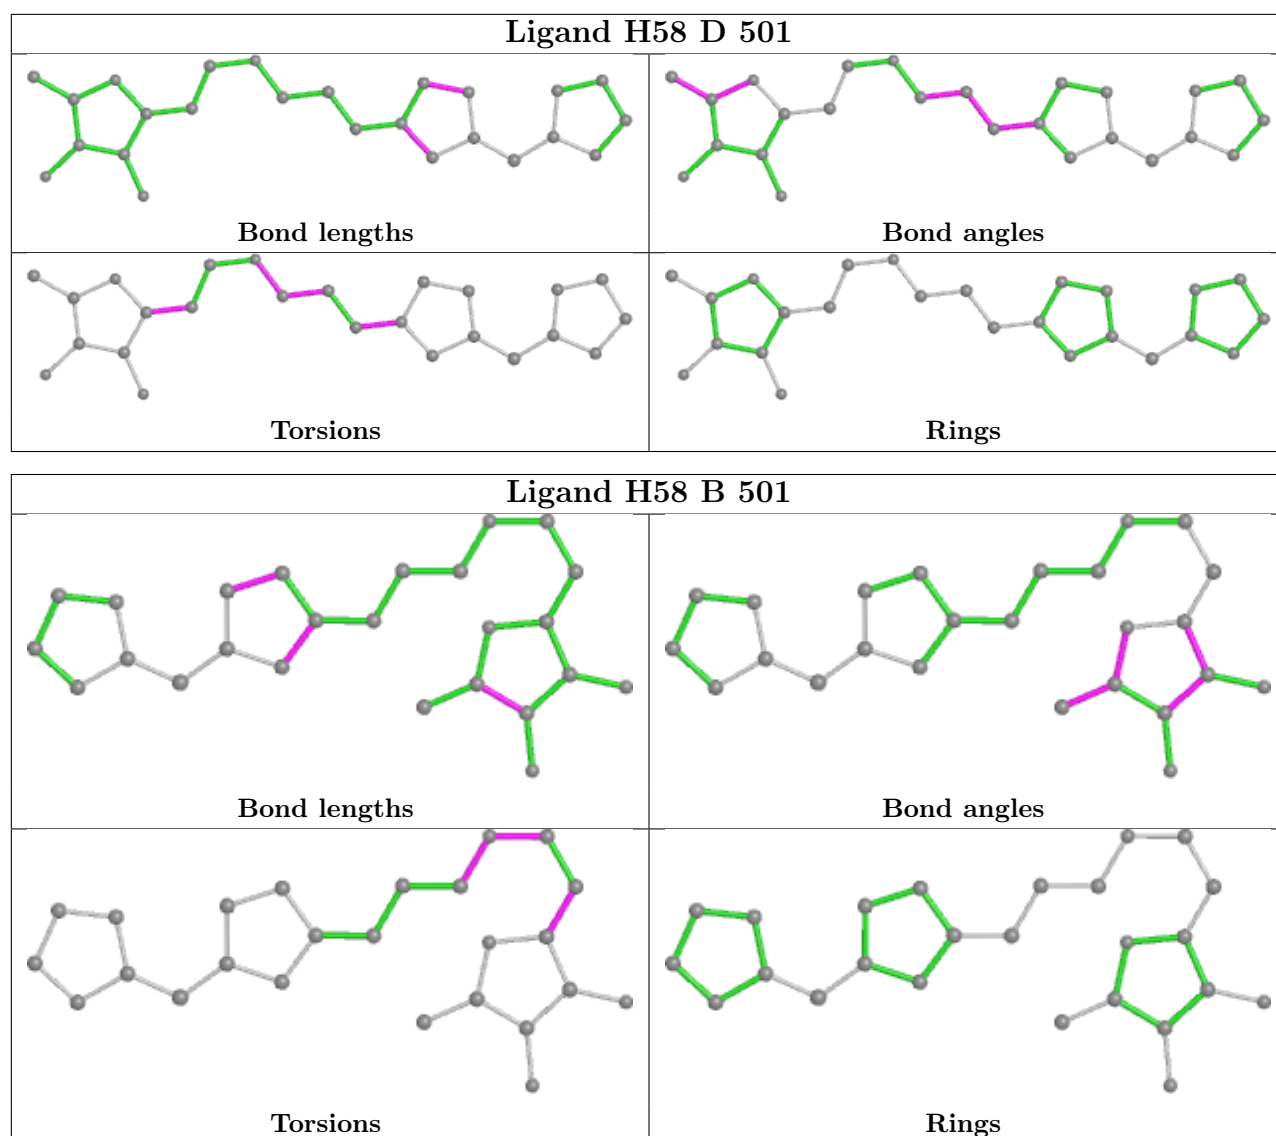 Ligand H58 D 501
Bond lengths
Bond angles
Torsions
Rings
Ligand H58 B 501
Bond lengths
Bond angles
Torsions
Rings